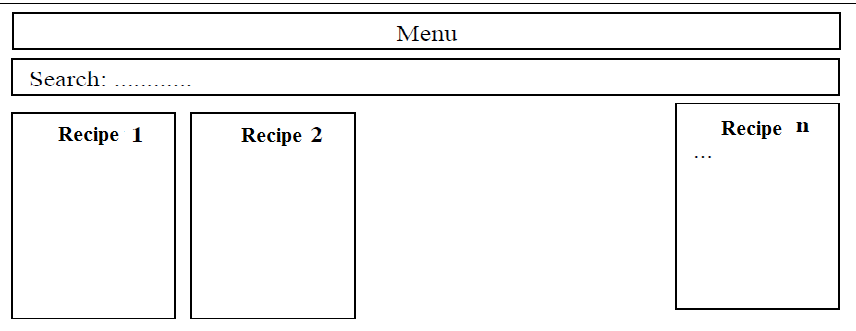 Menu
Search: ............
Recipe 1
Recipe 2
Recipe n
...